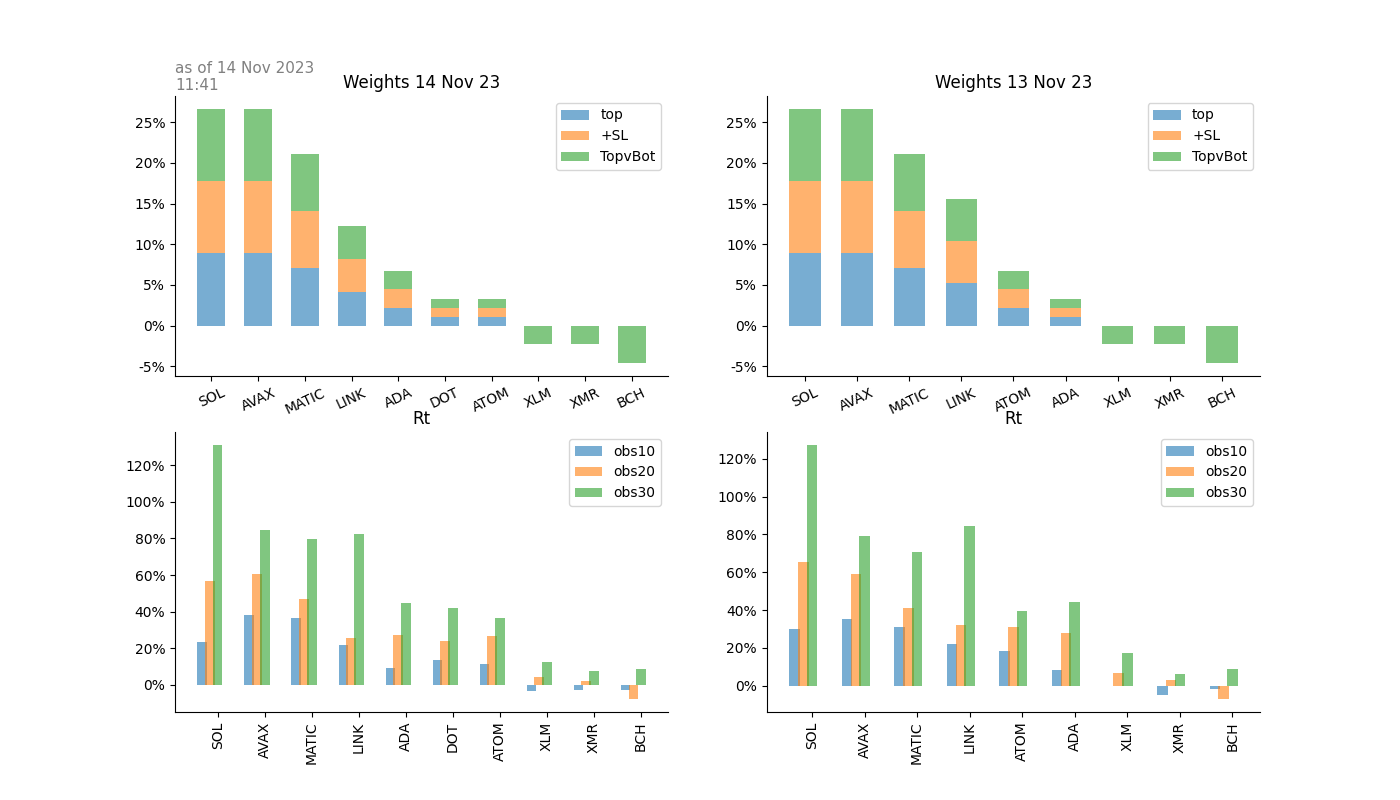 as of 14 Nov 2023
11:41
Weights 14 Nov 23
25%
20%
15%
10%
5%
0%
-5%
top
+SL
TopvBot
SOL AVAX MATIC LINK ADA DOT ATOM XLM XMR BCH
Weights 13 Nov 23
25%
20%
15%
10%
5%
0%
-5%
top
+SL
TopvBot
SOL AVAX MATIC LINK ATOM ADA XLM XMR BCH
Rt
120%
100%
80%
60%
40%
20%
0%
obs10
obs20
obs30
SOL AVAX MATIC LINK ADA DOT ATOM XLM XMR BCH
Rt
120%
100%
80%
60%
40%
20%
0%
obs10
obs20
obs30
SOL AVAX MATIC LINK ATOM ADA XLM XMR BCH